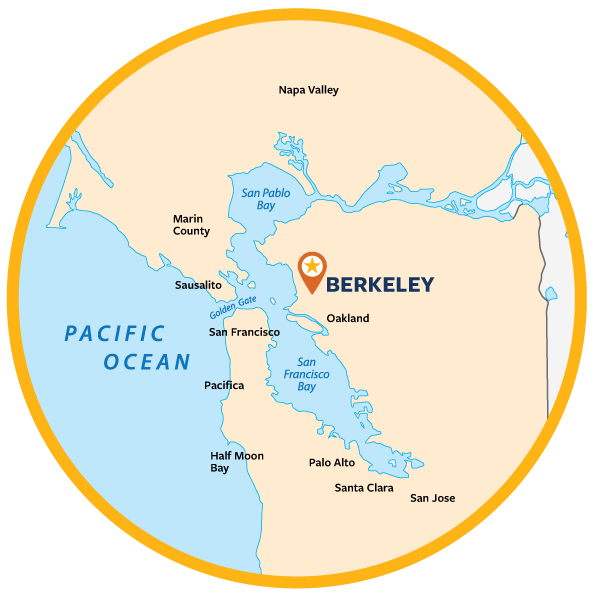 Napa Valley
San Pablo
Bay
Marin
County
Sausalito
BERKELEY
Golden Gate
Oakland
San Francisco
PACIFIC
OCEAN
San
Francisco
Bay
Pacifica
Half Moon
Bay
Palo Alto
Santa Clara
San Jose